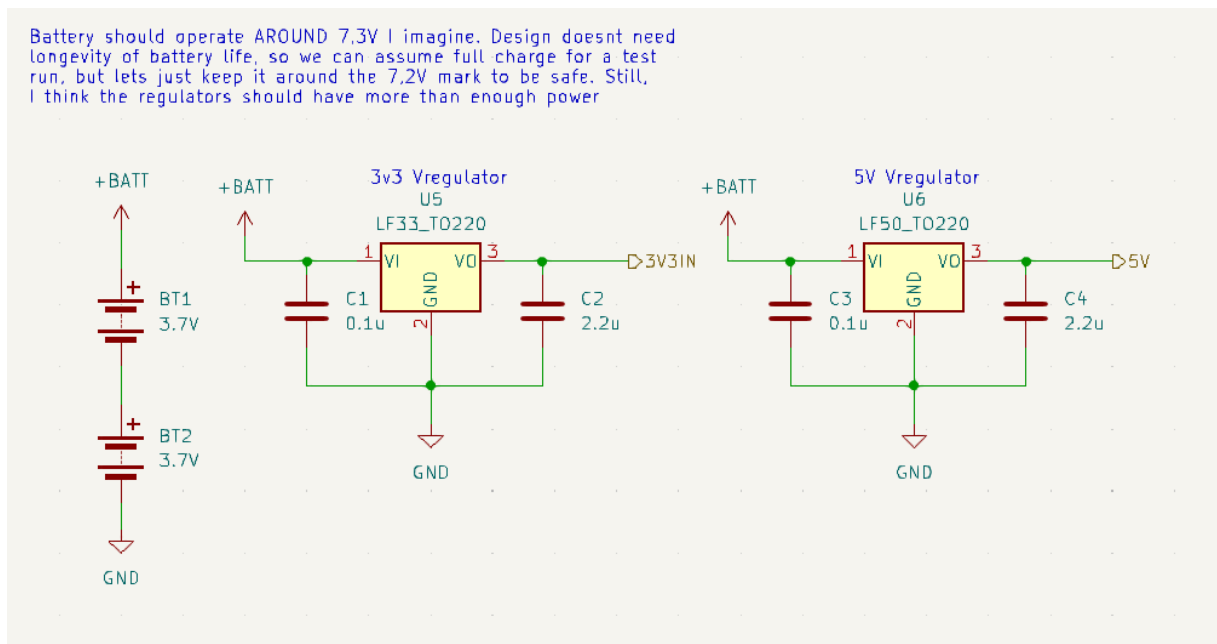 Battery should operate AROUND 7,3V I imagine. Design doesnt need
longevity of battery life, so we can assume full charge for a test
run, but lets just keep it around the 7,2V mark to be safe. Still,
I think the regulators should have more than enough power
+BATT
+
BT1
3.7V
+
BT2
3.7V
GND
+BATT
3v3 Vregulator
U5
LF33_TO220
1
VI
VO
3
GND
2
3V3IN
C1
0.1u
C2
2.2u
GND
+BATT
5V Vregulator
U6
LF50_TO220
1
VI
VO
3
GND
2
5V
C3
0.1u
C4
2.2u
GND